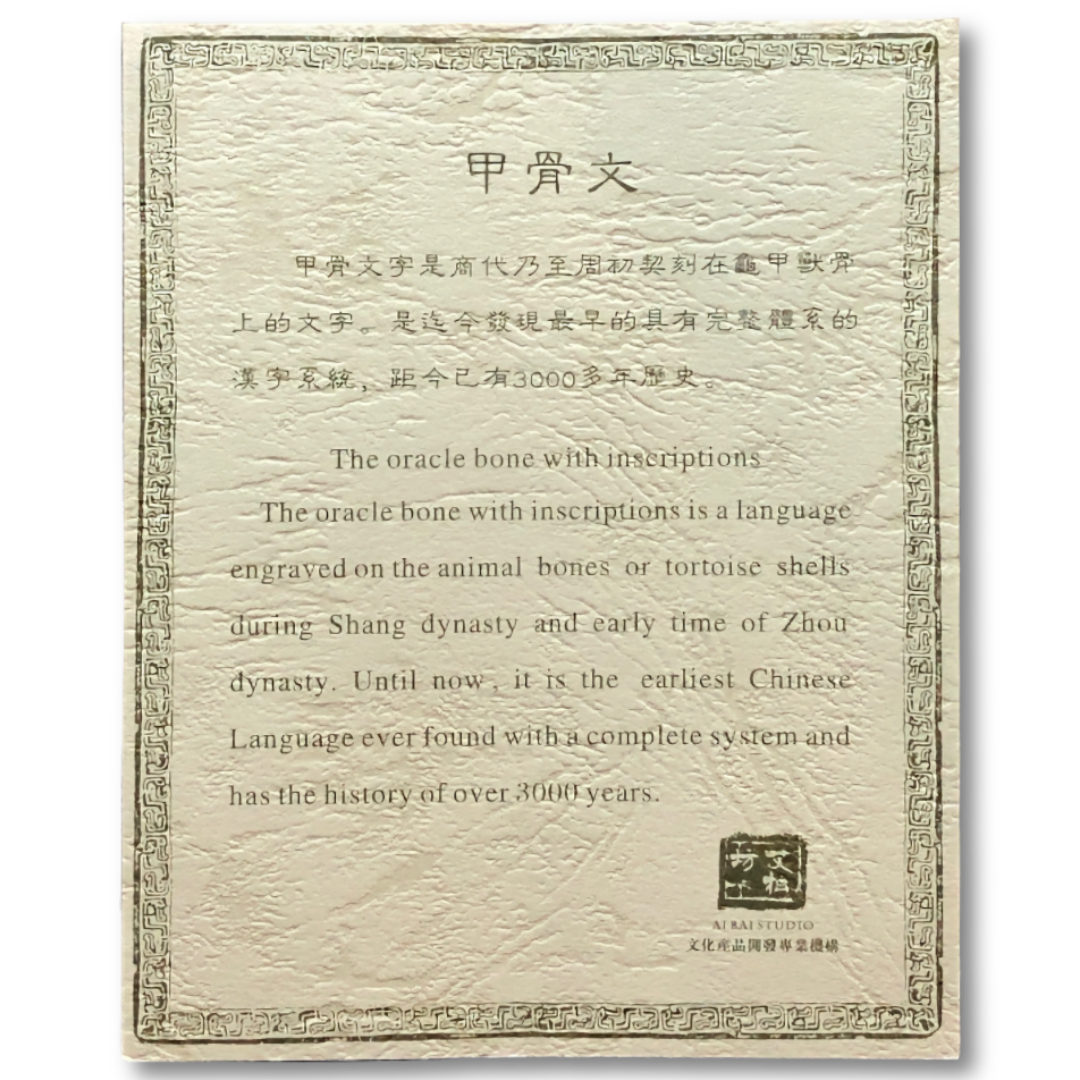 甲骨文
甲骨文字是商代乃至周初契刻在龜甲獸骨
上的文字。是迄今發現最早的具有完整體系的
漢字系統，距今已有3000多年歷史。
The oracle bone with inscriptions
The oracle bone with inscriptions is a language
engraved on the animal bones or tortoise shells
during Shang dynasty and early time of Zhou
dynasty. Until now, it is the earliest Chinese
Language ever found with a complete system and
has the history of over 3000 years.
AI BAI STUDIO
文化產品開發專業機構